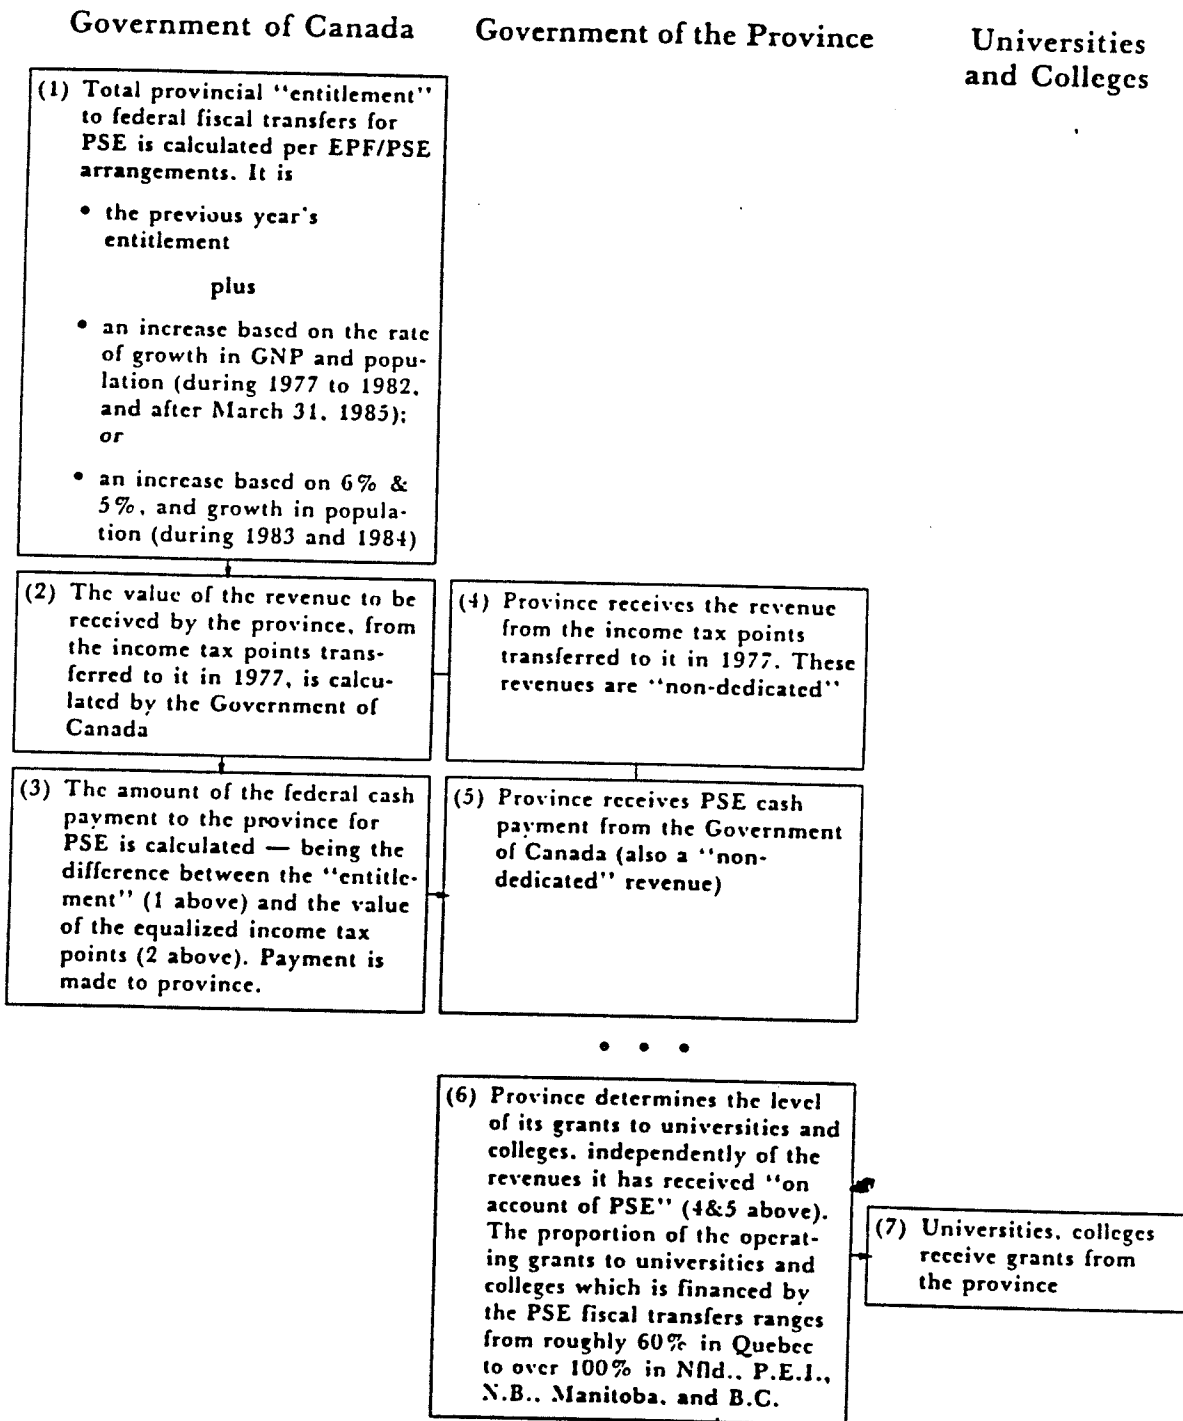 Government of Canada
Government of the Province
Universities
and Colleges
(1) Total provincial "entitlement"
to federal fiscal transfers for
PSE is calculated per EPF/PSE
arrangements. It is
• the previous year's
entitlement
plus
• an increase based on the rate
of growth in GNP and popu-
lation (during 1977 to 1982,
and after March 31, 1985);
or
• an increase based on 6% &
5%, and growth in popula-
tion (during 1983 and 1984)
(2) The value of the revenue to be
received by the province, from
the income tax points trans-
ferred to it in 1977, is calcu-
lated by the Government of
Canada
(4) Province receives the revenue
from the income tax points
transferred to it in 1977. These
revenues are "non-dedicated"
(3) The amount of the federal cash
payment to the province for
PSE is calculated — being the
difference between the "entitle-
ment" (1 above) and the value
of the equalized income tax
points (2 above). Payment is
made to province.
(5) Province receives PSE cash
payment from the Government
of Canada (also a "non-
dedicated" revenue)
• • •
(6) Province determines the level
of its grants to universities and
colleges, independently of the
revenues it has received "on
account of PSE" (4&5 above).
The proportion of the operat-
ing grants to universities and
colleges which is financed by
the PSE fiscal transfers ranges
from roughly 60% in Quebec
to over 100% in Nfld., P.E.I.,
N.B., Manitoba, and B.C.
(7) Universities, colleges
receive grants from
the province